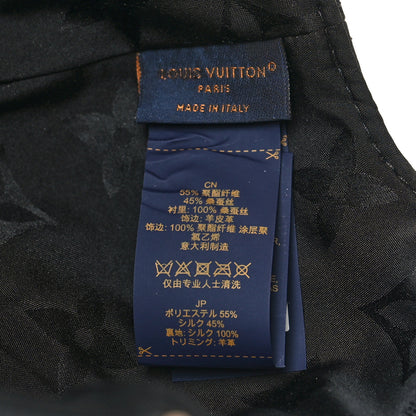 LOUIS VUITTON
PARIS
MADE IN ITALY
CN
55% 聚酯纤维
45% 桑蚕丝
衬里: 100% 桑蚕丝
饰边: 羊皮革
饰边: 100% 聚酯纤维 涂层聚
氯乙烯
意大利制造
仅由专业人士清洗
JP
ポリエステル 55%
シルク 45%
裏地: シルク 100%
トリミング: 羊革